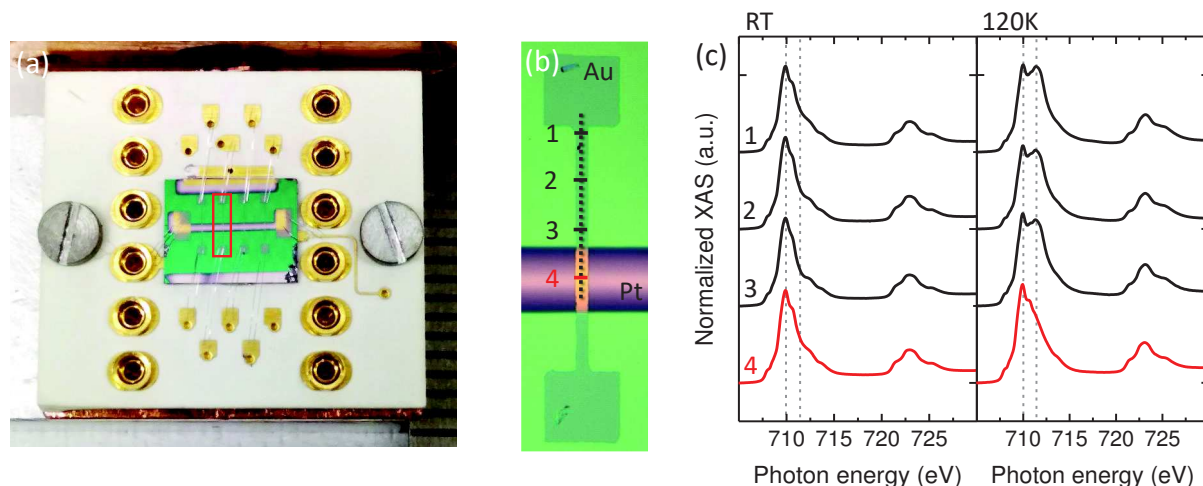 (a)
(b)
Au
1
2
3
4
Pt
(c)
RT
120K
Normalized XAS (a.u.)
1
2
3
4
710 715 720 725
710 715 720 725
Photon energy (eV)
Photon energy (eV)